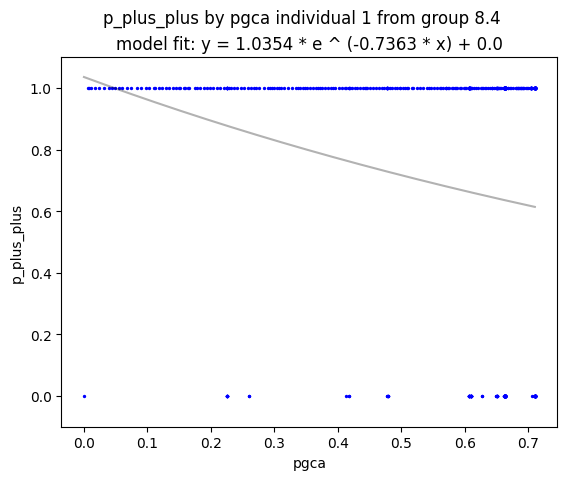 p_plus_plus by pgca individual 1 from group 8.4
model fit: y = 1.0354 * e ^ (-0.7363 * x) + 0.0
1.0
0.8
0.6
0.4
0.2
0.0
p_plus_plus
0.0 0.1 0.2 0.3 0.4 0.5 0.6 0.7
pgca